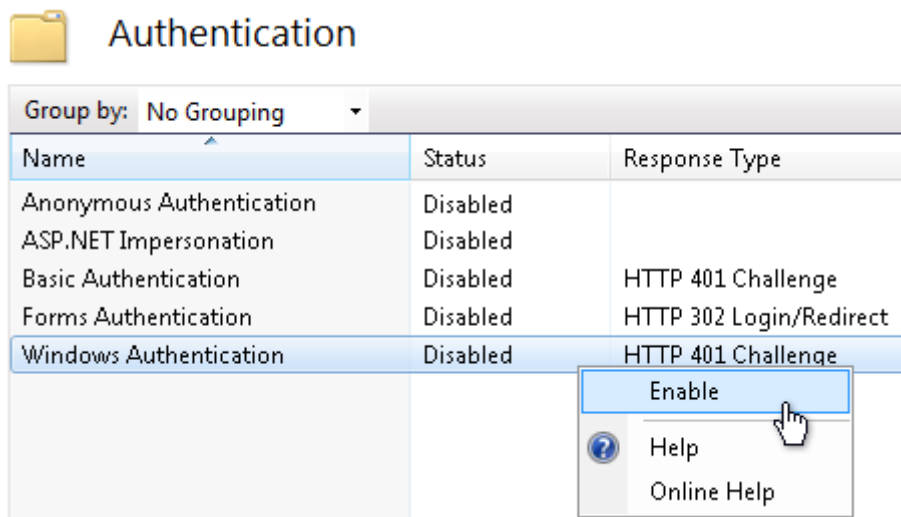 Authentication
Group by: No Grouping
Name Status Response Type
Anonymous Authentication Disabled
ASP.NET Impersonation Disabled
Basic Authentication Disabled HTTP 401 Challenge
Forms Authentication Disabled HTTP 302 Login/Redirect
Windows Authentication Disabled HTTP 401 Challenge
Enable
Help
Online Help